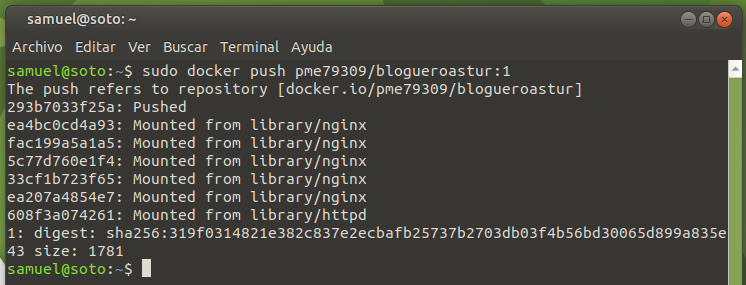 samuel@soto: ~
Archivo Editar Ver Buscar Terminal Ayuda
samuel@soto:~$ sudo docker push pme79309/blogueroastur:1
The push refers to repository [docker.io/pme79309/blogueroastur]
293b7033f25a: Pushed
ea4bc0cd4a93: Mounted from library/nginx
fac199a5a1a5: Mounted from library/nginx
5c77d760e1f4: Mounted from library/nginx
33cf1b723f65: Mounted from library/nginx
ea207a4854e7: Mounted from library/nginx
608f3a074261: Mounted from library/httpd
1: digest: sha256:319f0314821e382c837e2ecbafb25737b2703db03f4b56bd30065d899a835e
43 size: 1781
samuel@soto:~$